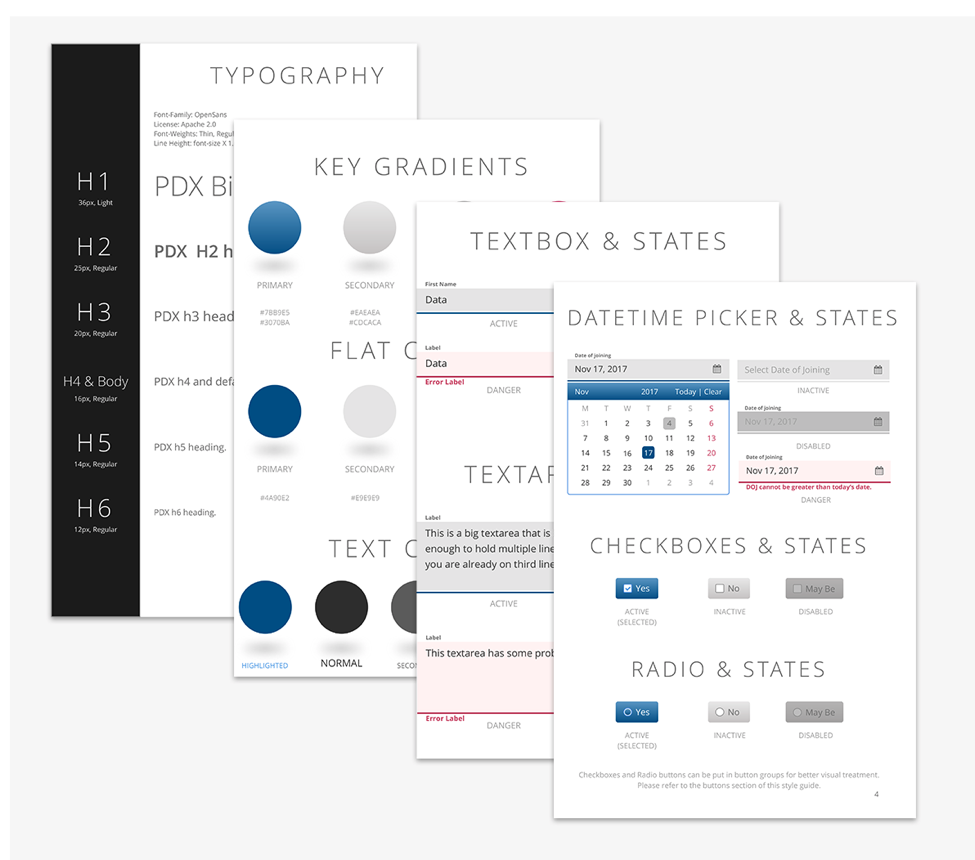 TYPOGRAPHY
Font-Family: OpenSans
License: Apache 2.0
Font-Weights: Thin, Regul
Line Height: font-size X 1.
H1
36px, Light
PDX Bi
H2
25px, Regular
PDX H2 h
H3
20px, Regular
PDX h3 head
H4 & Body
16px, Regular
PDX h4 and defa
H5
14px, Regular
PDX h5 heading.
H6
12px, Regular
PDX h6 heading.
KEY GRADIENTS
PRIMARY
SECONDARY
#7BB9E5
#3070BA
#EAEAEA
#CDCACA
FLAT C
PRIMARY
SECONDARY
#4A90E2
#E9E9E9
TEXT C
HIGHLIGHTED
NORMAL
SECO
TEXTBOX & STATES
First Name
Data
ACTIVE
Label
Data
Error Label
DANGER
TEXTAR
Label
This is a big textarea that is
enough to hold multiple line
you are already on third line
ACTIVE
Label
This textarea has some prob
Error Label
DANGER
DATETIME PICKER & STATES
Date of Joining
Nov 17, 2017
Nov 2017 Today | Clear
M T W T F S S
31 1 2 3 4 5 6
7 8 9 10 11 12 13
14 15 16 17 18 19 20
21 22 23 24 25 26 27
28 29 30 1 2 3 4
Select Date of Joining
INACTIVE
Date of Joining
Nov 17, 2017
DISABLED
Date of Joining
Nov 17, 2017
DOJ cannot be greater than today's date.
DANGER
CHECKBOXES & STATES
Yes
No
May Be
ACTIVE
(SELECTED)
INACTIVE
DISABLED
RADIO & STATES
Yes
No
May Be
ACTIVE
(SELECTED)
INACTIVE
DISABLED
Checkboxes and Radio buttons can be put in button groups for better visual treatment.
Please refer to the buttons section of this style guide.
4